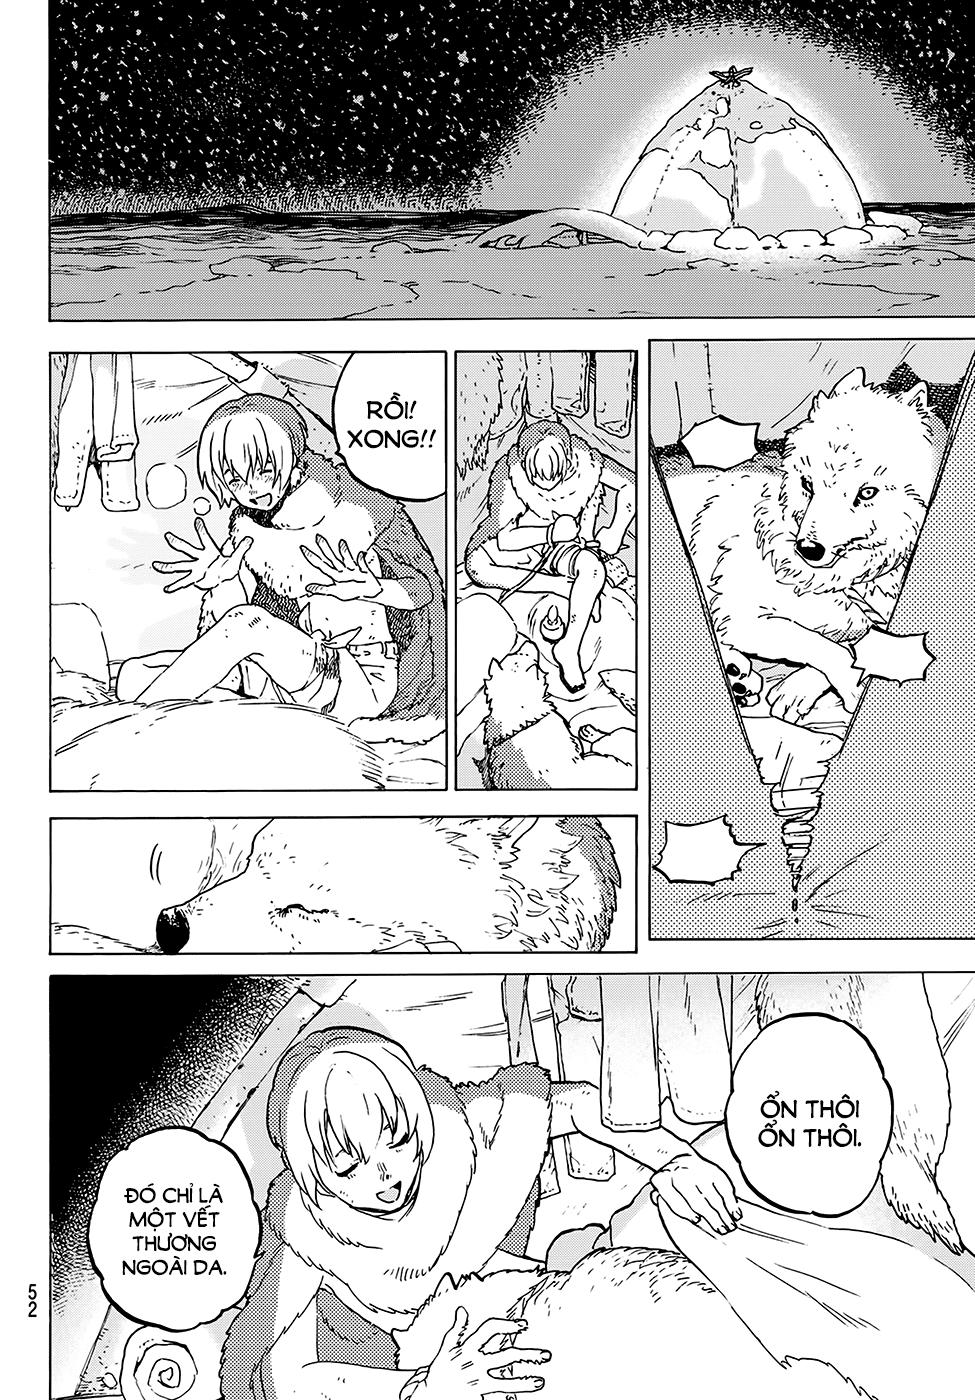 RỒI!
XONG!!
ỔN THÔI
ỔN THÔI.
ĐÓ CHỈ LÀ
MỘT VẾT
THƯƠNG
NGOÀI DA.
52